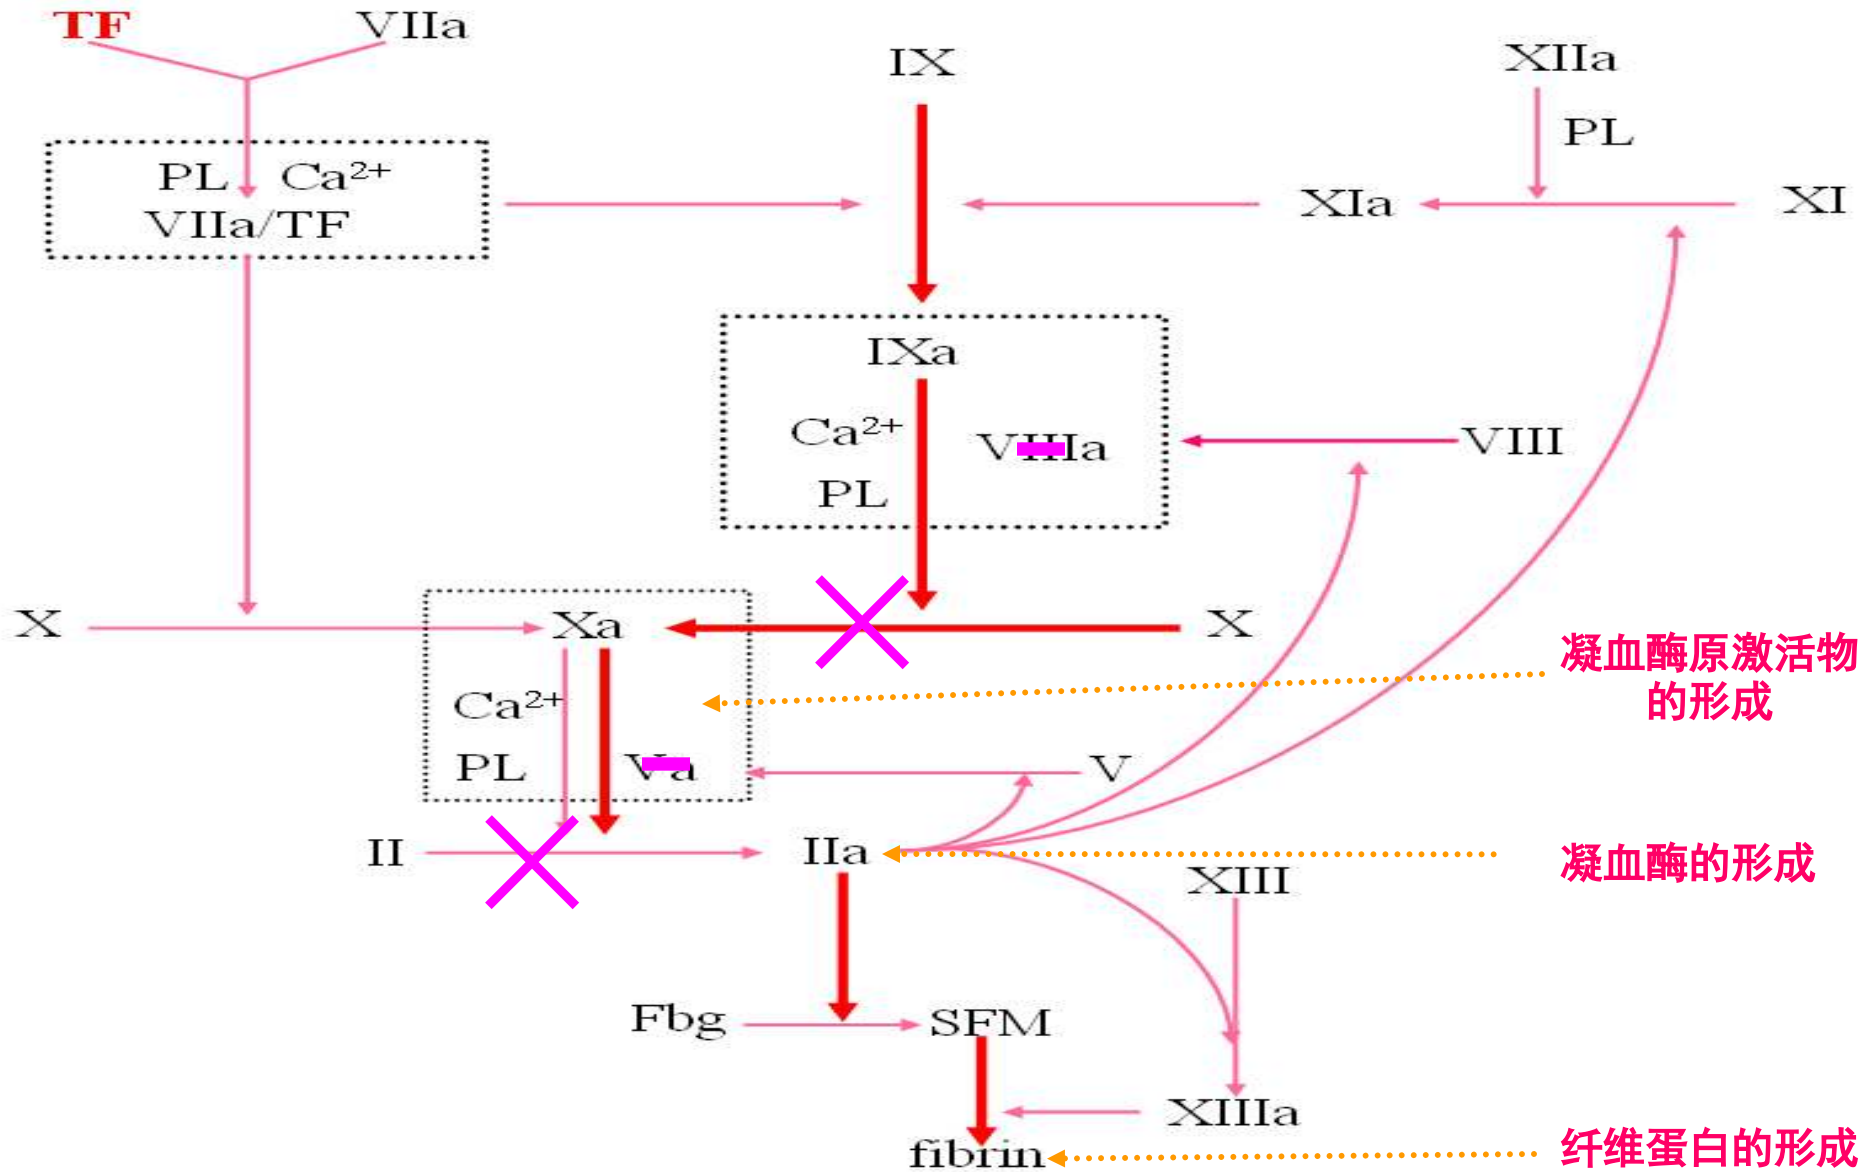 TF
VIIa
IX
XIIa
PL
PL Ca²⁺
VIIa/TF
XIa
XI
IXa
Ca²⁺
VIIIa
PL
VIII
X
Xa
X
凝血酶原激活物
的形成
Ca²⁺
PL
Va
V
II
IIa
凝血酶的形成
XIII
Fbg
SFM
XIIIa
fibrin
纤维蛋白的形成